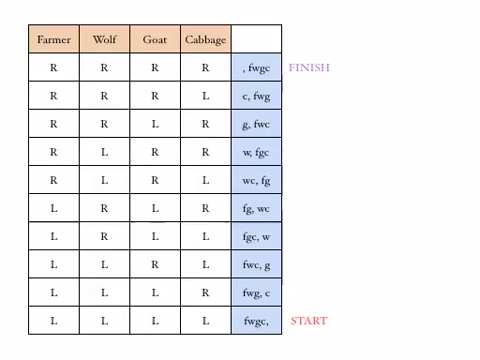 Farmer Wolf Goat Cabbage
R R R R , fwgc FINISH
R R R L c, fwg
R R L R g, fwc
R L R R w, fgc
R L R L wc, fg
L R L R fg, wc
L R L L fgc, w
L L R L fwc, g
L L L R fwg, c
L L L L fwgc, START